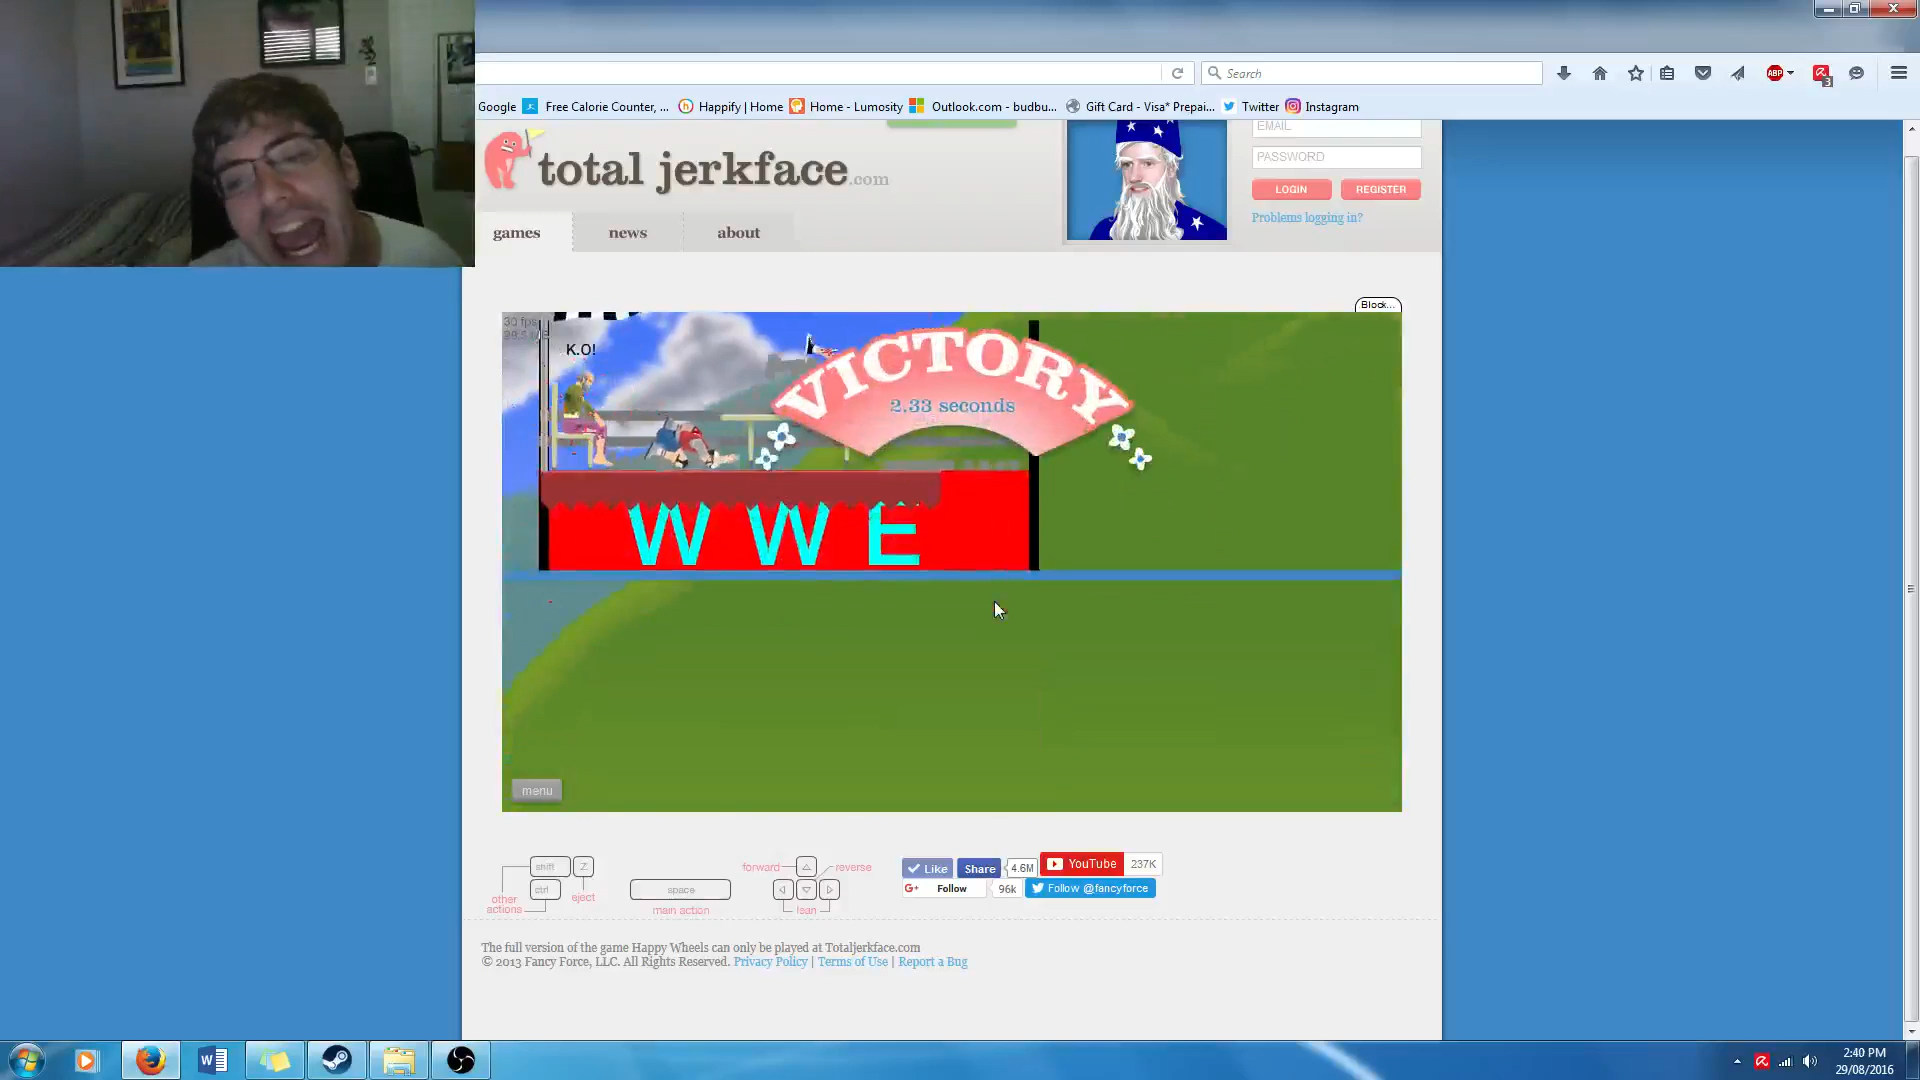 Search
ABP
3
Google
Free Calorie Counter, ...
Happify | Home
Home - Lumosity
Outlook.com - budbu...
Gift Card - Visa* Prepai...
Twitter
Instagram
total jerkface.com
EMAIL
PASSWORD
LOGIN
REGISTER
Problems logging in?
games
news
about
Block...
30 fps
K.O!
VICTORY
2.33 seconds
W W E
menu
shift
Z
ctrl
other actions
eject
space
main action
forward
reverse
lean
Like
Share
4.6M
YouTube
237K
G+ Follow
96k
Follow @fancyforce
The full version of the game Happy Wheels can only be played at Totaljerkface.com
© 2013 Fancy Force, LLC. All Rights Reserved. Privacy Policy | Terms of Use | Report a Bug
2:40 PM
29/08/2016